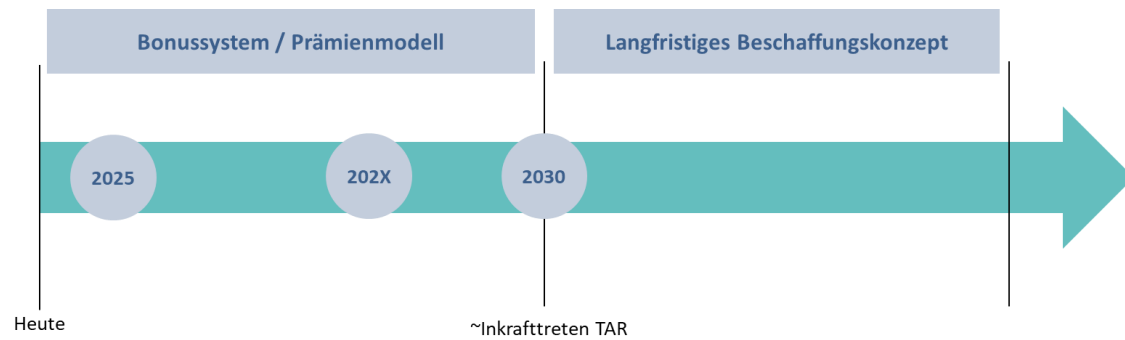 Bonussystem / Prämienmodell
Langfristiges Beschaffungskonzept
2025
202X
2030
Heute
~Inkrafttreten TAR